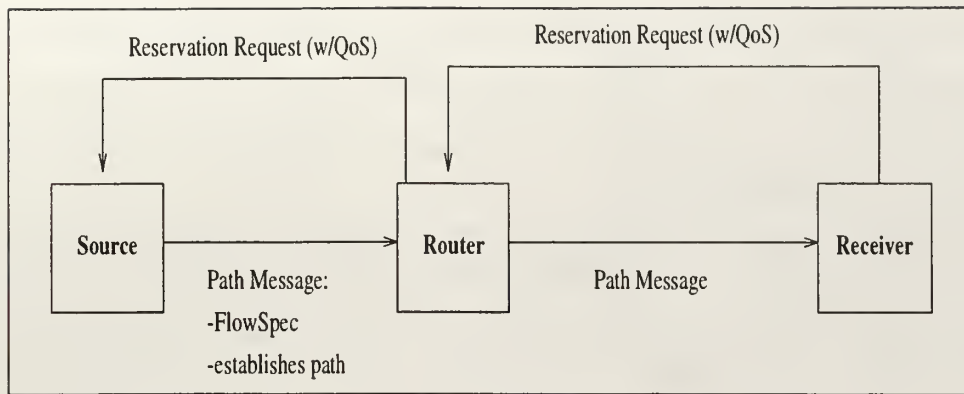 Reservation Request (w/QoS)
Reservation Request (w/QoS)
Source
Router
Receiver
Path Message:
-FlowSpec
-establishes path
Path Message